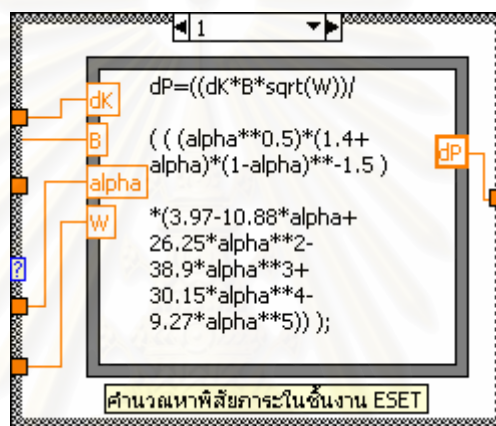 1
dK
B
alpha
W
dP=((dK*B*sqrt(W))/
( ( (alpha**0.5)*(1.4+
alpha)*(1-alpha)**-1.5 )
*(3.97-10.88*alpha+
26.25*alpha**2-
38.9*alpha**3+
30.15*alpha**4-
9.27*alpha**5)) );
dP
?
คำนวณหาพิสัยภาระในชิ้นงาน ESET